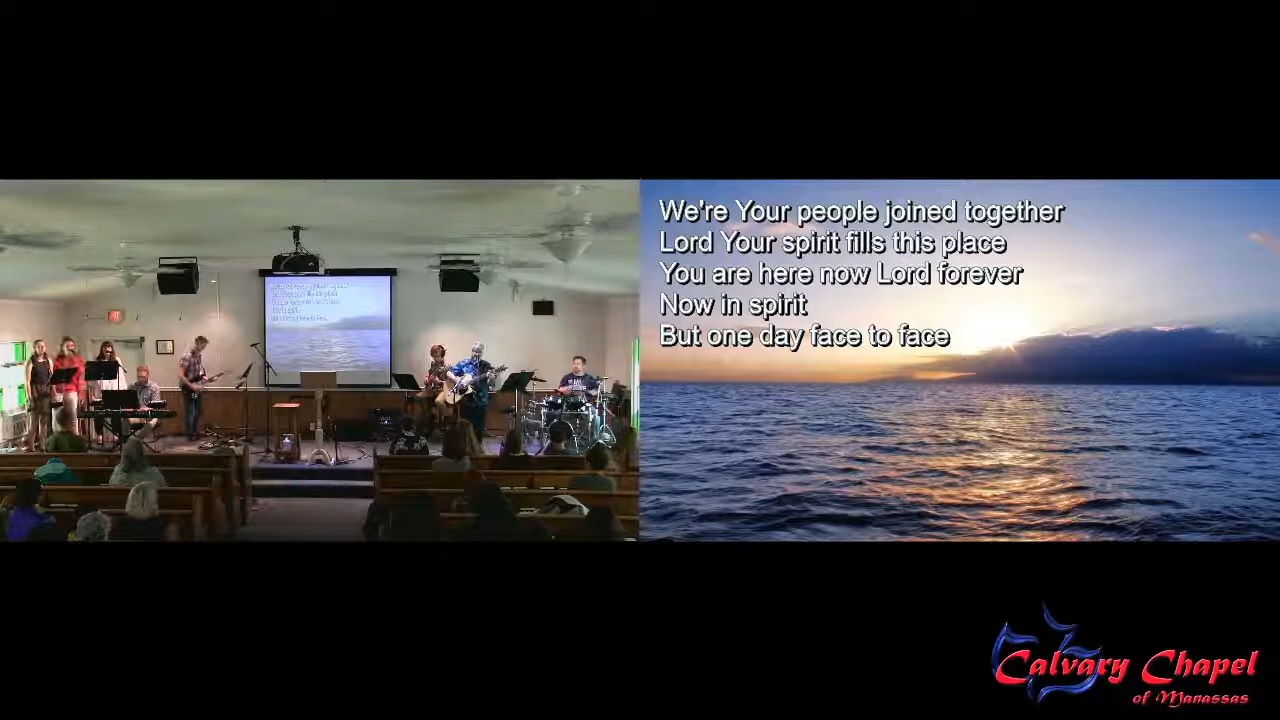 We're Your people joined together
Lord Your spirit fills this place
You are here now Lord forever
Now in spirit
But one day face to face
Calvary Chapel
of Manassas